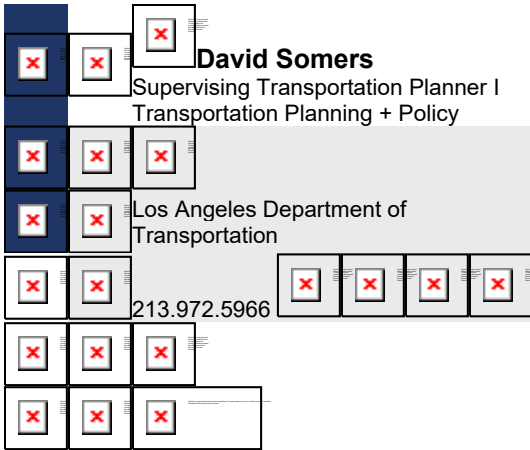 David Somers
Supervising Transportation Planner I
Transportation Planning + Policy
Los Angeles Department of
Transportation
213.972.5966